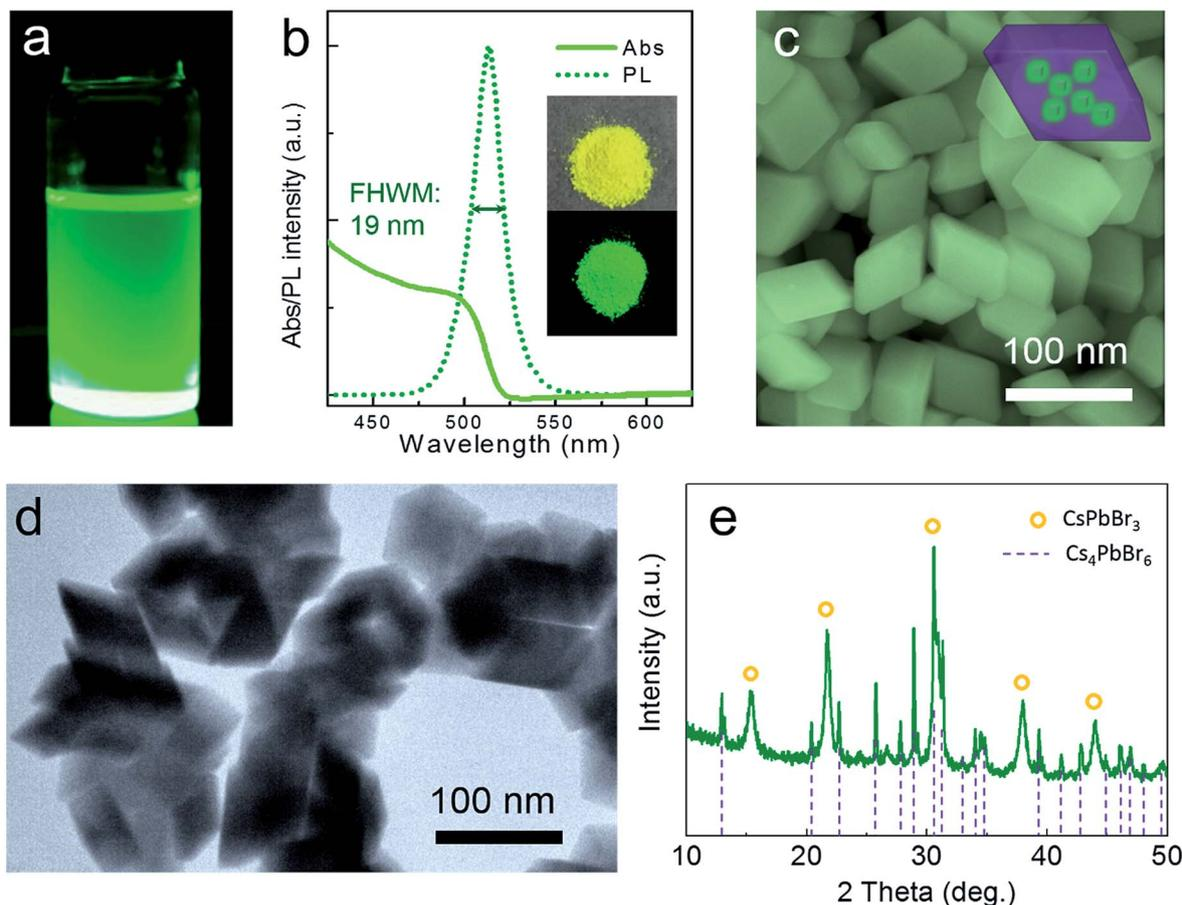 a
b
Abs
PL
FHWM:
19 nm
Abs/PL intensity (a.u.)
450 500 550 600
Wavelength (nm)
c
100 nm
d
100 nm
e
CsPbBr₃
Cs₄PbBr₆
Intensity (a.u.)
10 20 30 40 50
2 Theta (deg.)